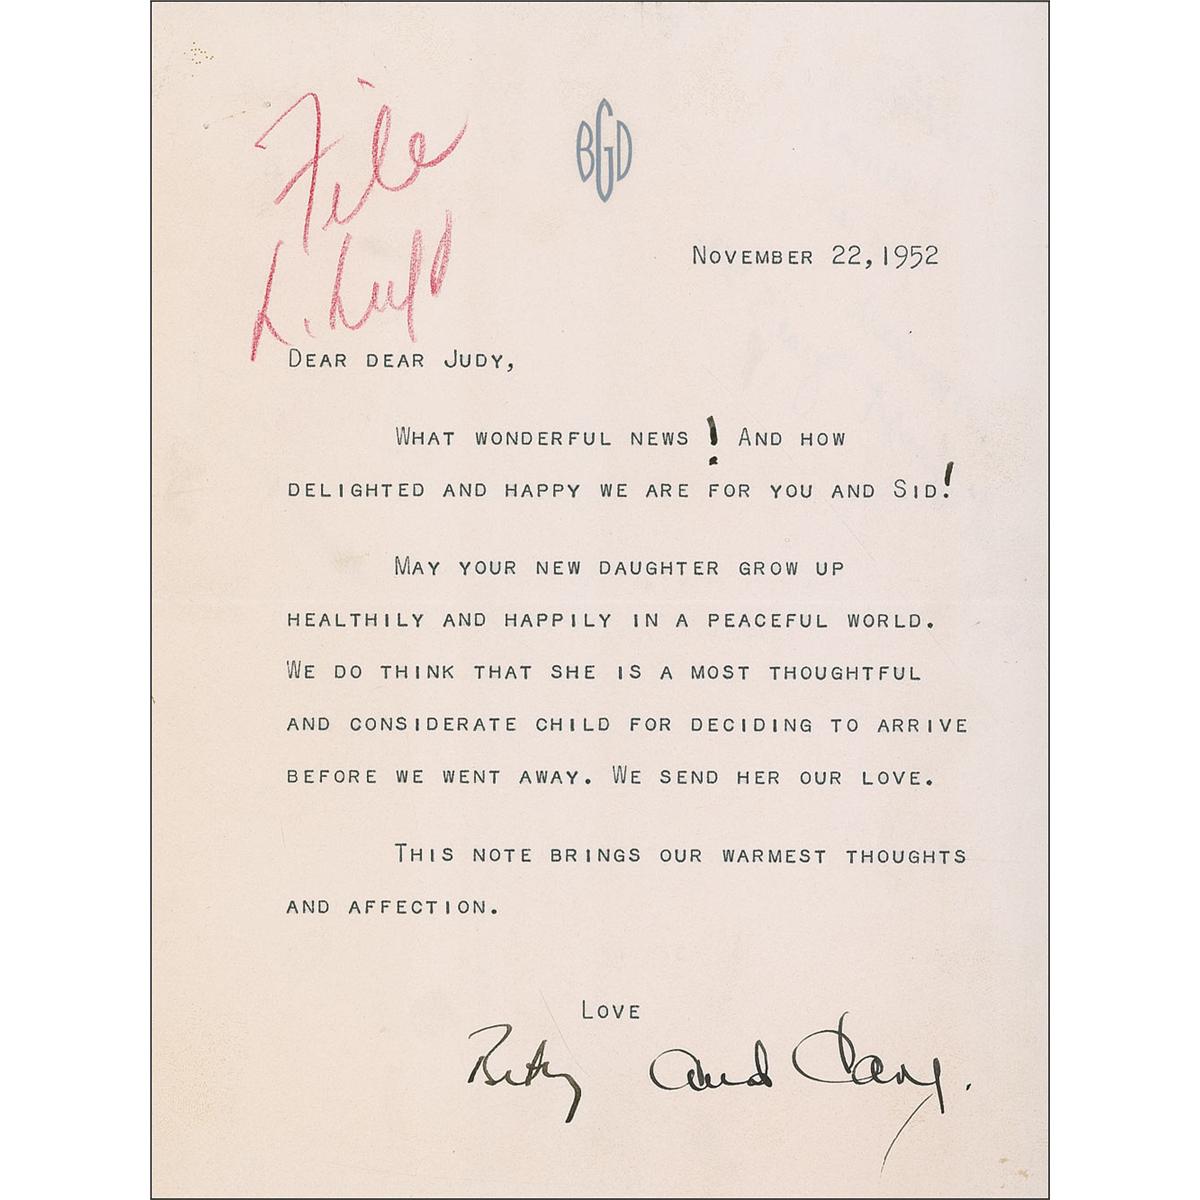 File
L. Luft
BGD
November 22, 1952
Dear dear Judy,
What wonderful news! And how
delighted and happy we are for you and Sid!
May your new daughter grow up
healthily and happily in a peaceful world.
We do think that she is a most thoughtful
and considerate child for deciding to arrive
before we went away. We send her our love.
This note brings our warmest thoughts
and affection.
Love
Betsy and Cary.